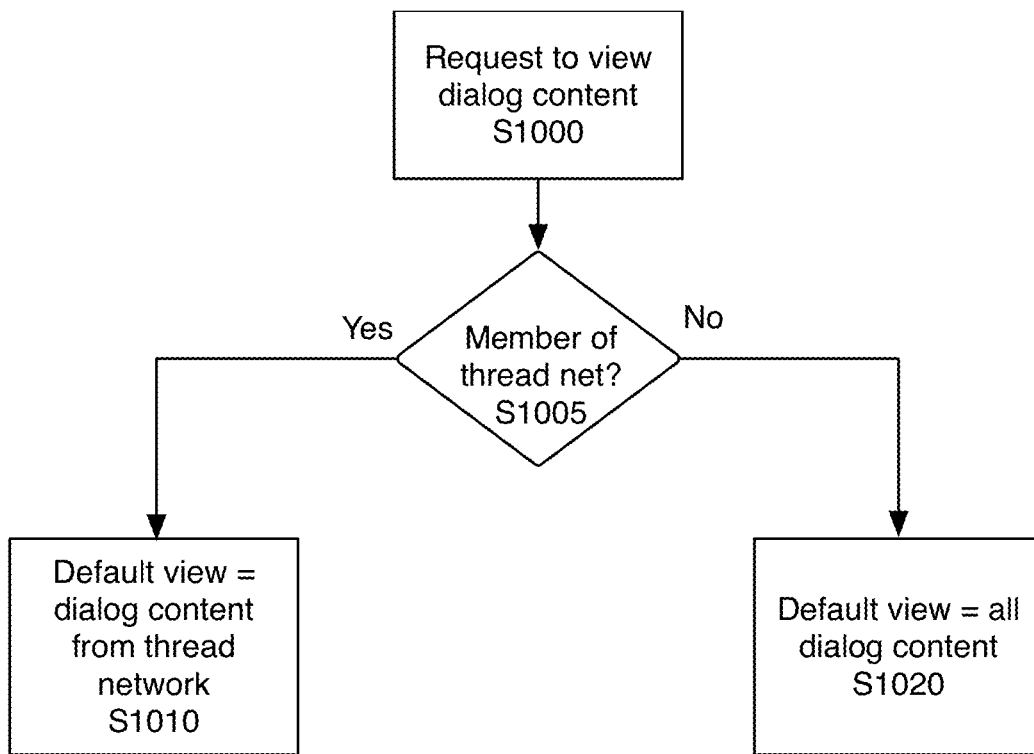 Request to view
dialog content
S1000
Yes
No
Member of
thread net?
S1005
Default view =
dialog content
from thread
network
S1010
Default view = all
dialog content
S1020